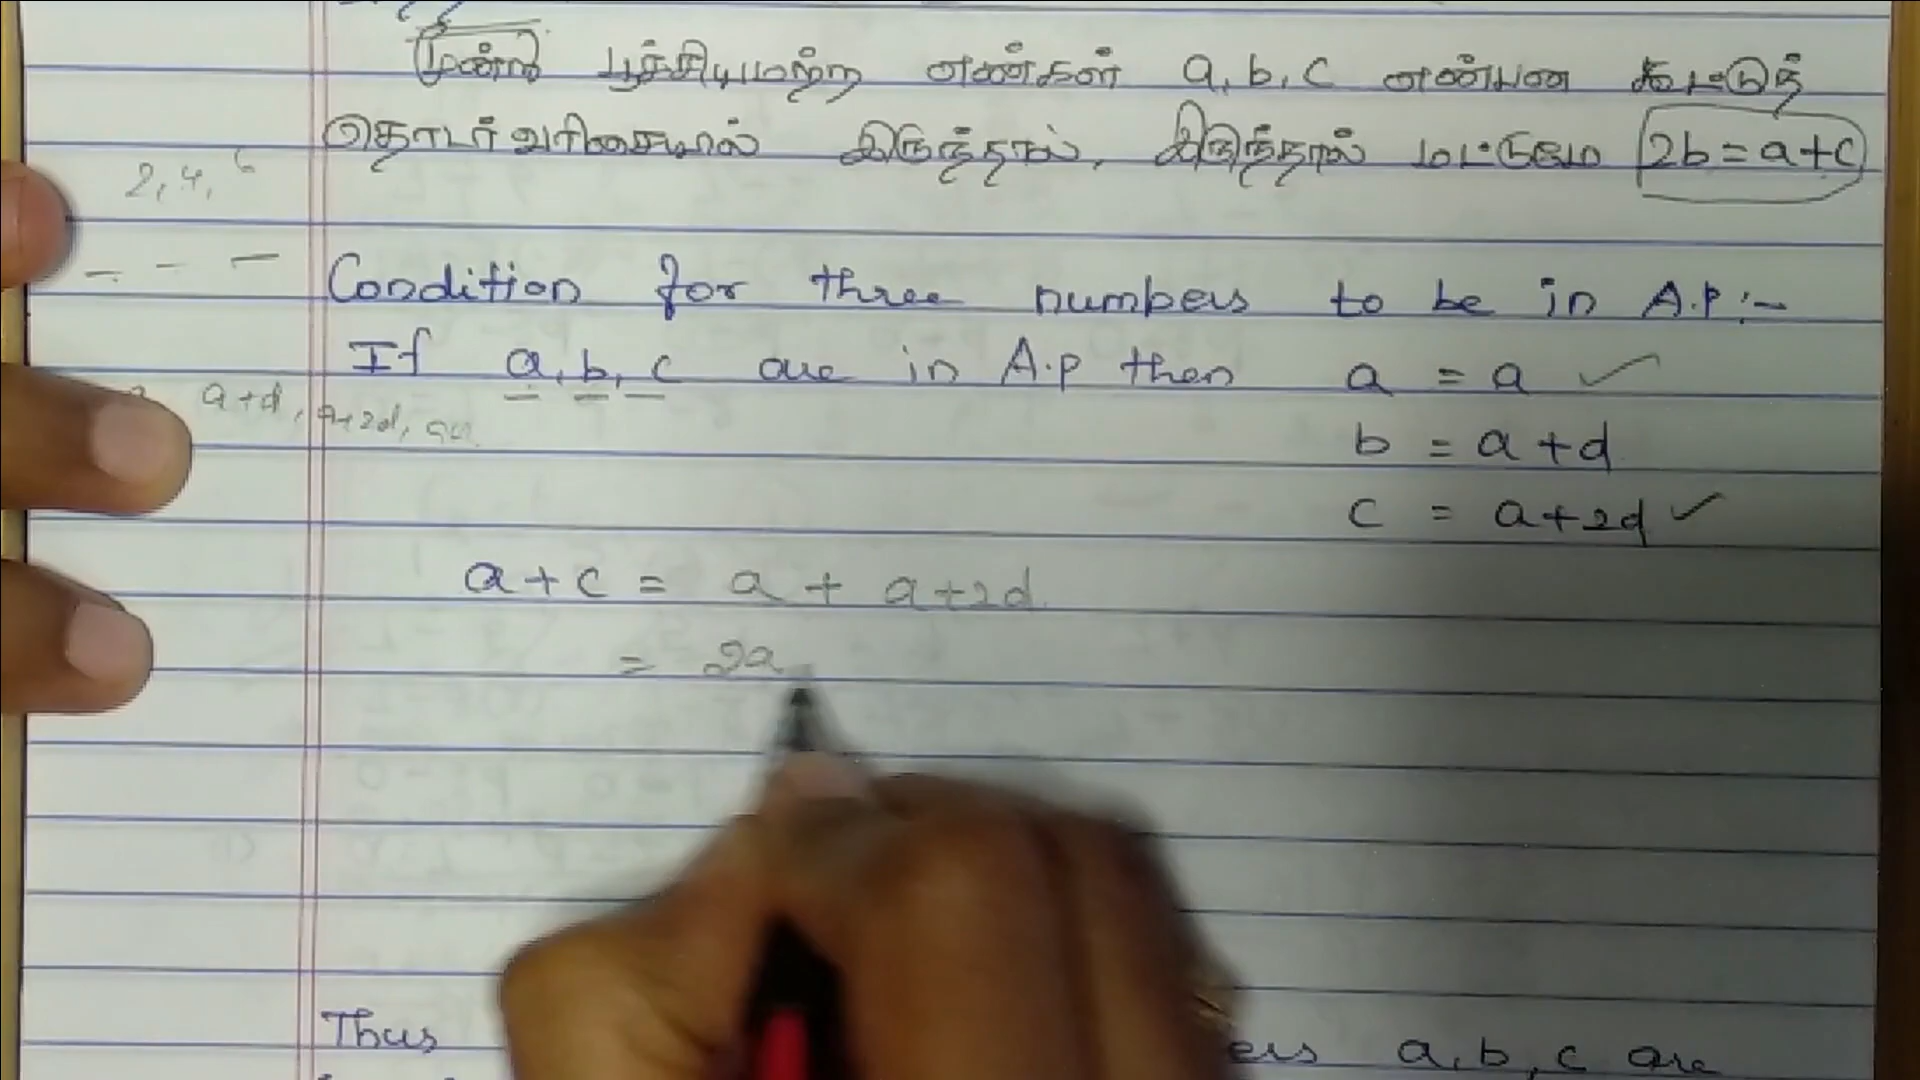 மூன்று பூச்சியமற்ற எண்கள் a, b, c என்பன கூட்டுத்
தொடர்வரிசையில் இருந்தால், இருந்தால் மட்டுமே 2b = a+c
2, 4, 6
Condition for three numbers to be in A.P :-
If a, b, c are in A.P then a = a ✓
a+d, a+2d,
b = a+d
c = a+2d ✓
a+c = a + a+2d
= 2a
Thus ers a, b, c are